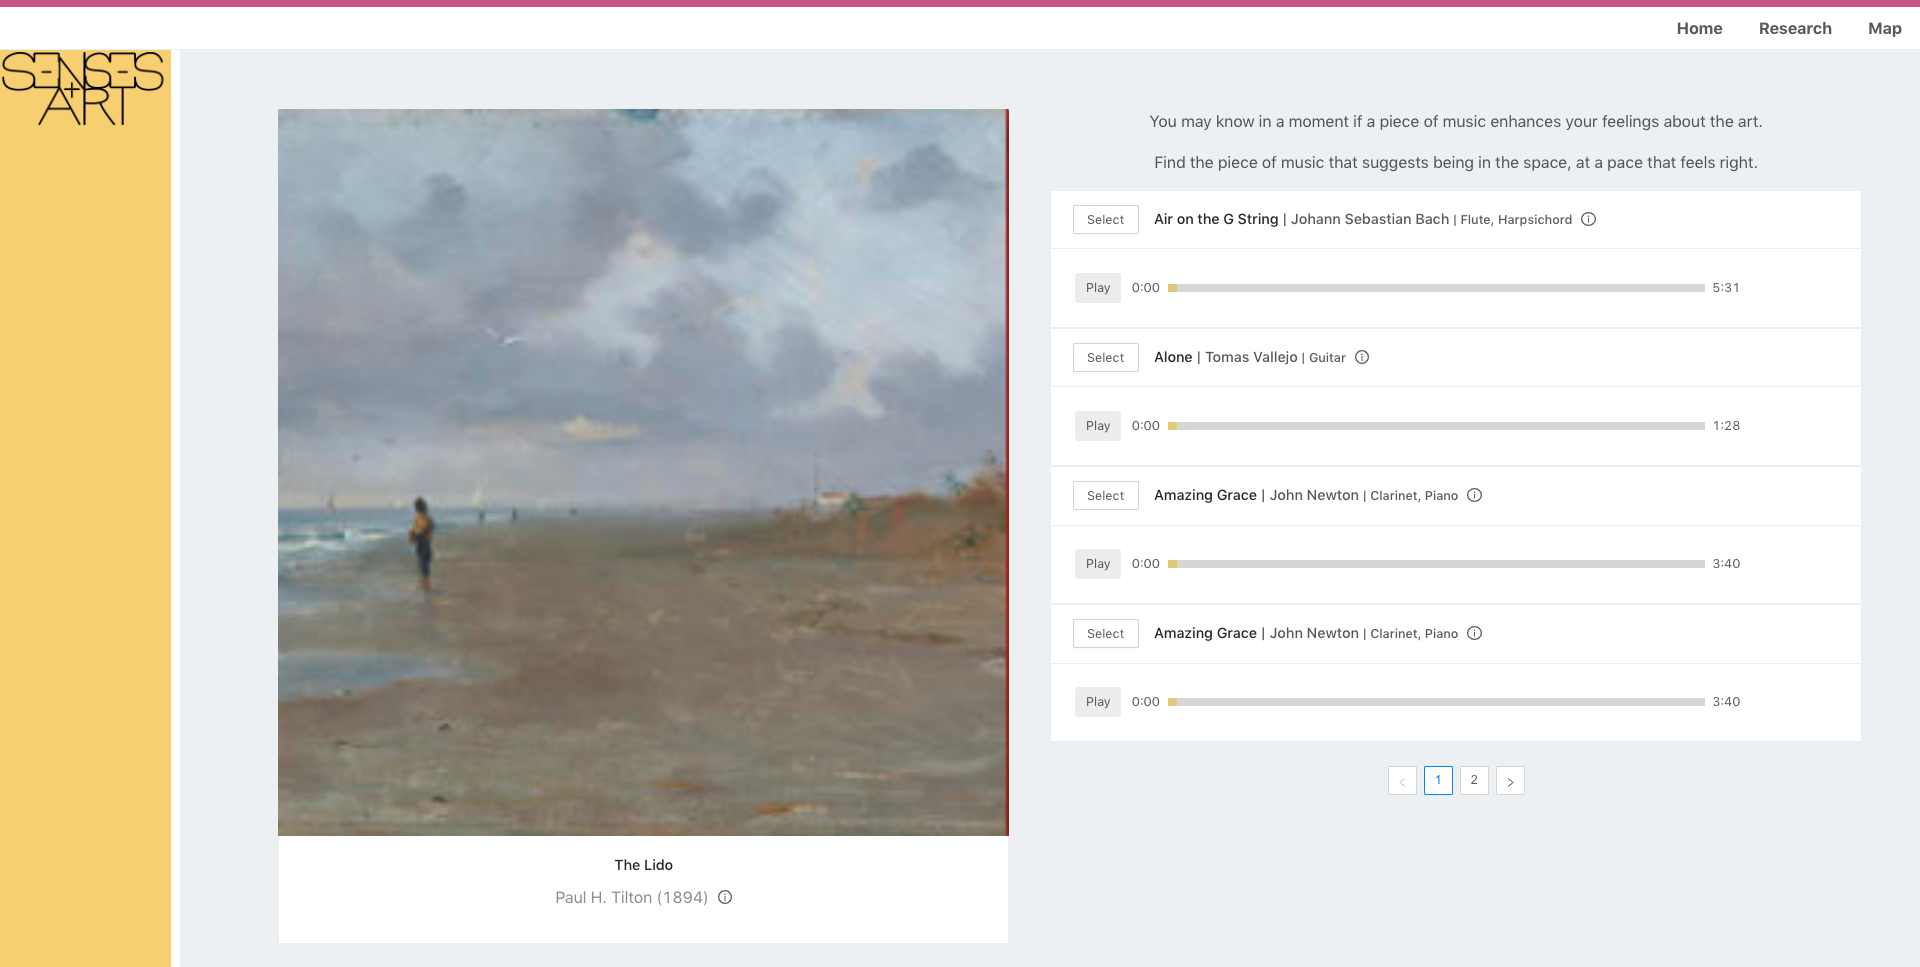 Home Research Map
SENSES
+
ART
You may know in a moment if a piece of music enhances your feelings about the art.
Find the piece of music that suggests being in the space, at a pace that feels right.
Select Air on the G String | Johann Sebastian Bach | Flute, Harpsichord
Play 0:00 5:31
Select Alone | Tomas Vallejo | Guitar
Play 0:00 1:28
Select Amazing Grace | John Newton | Clarinet, Piano
Play 0:00 3:40
Select Amazing Grace | John Newton | Clarinet, Piano
Play 0:00 3:40
< 1 2 >
The Lido
Paul H. Tilton (1894)